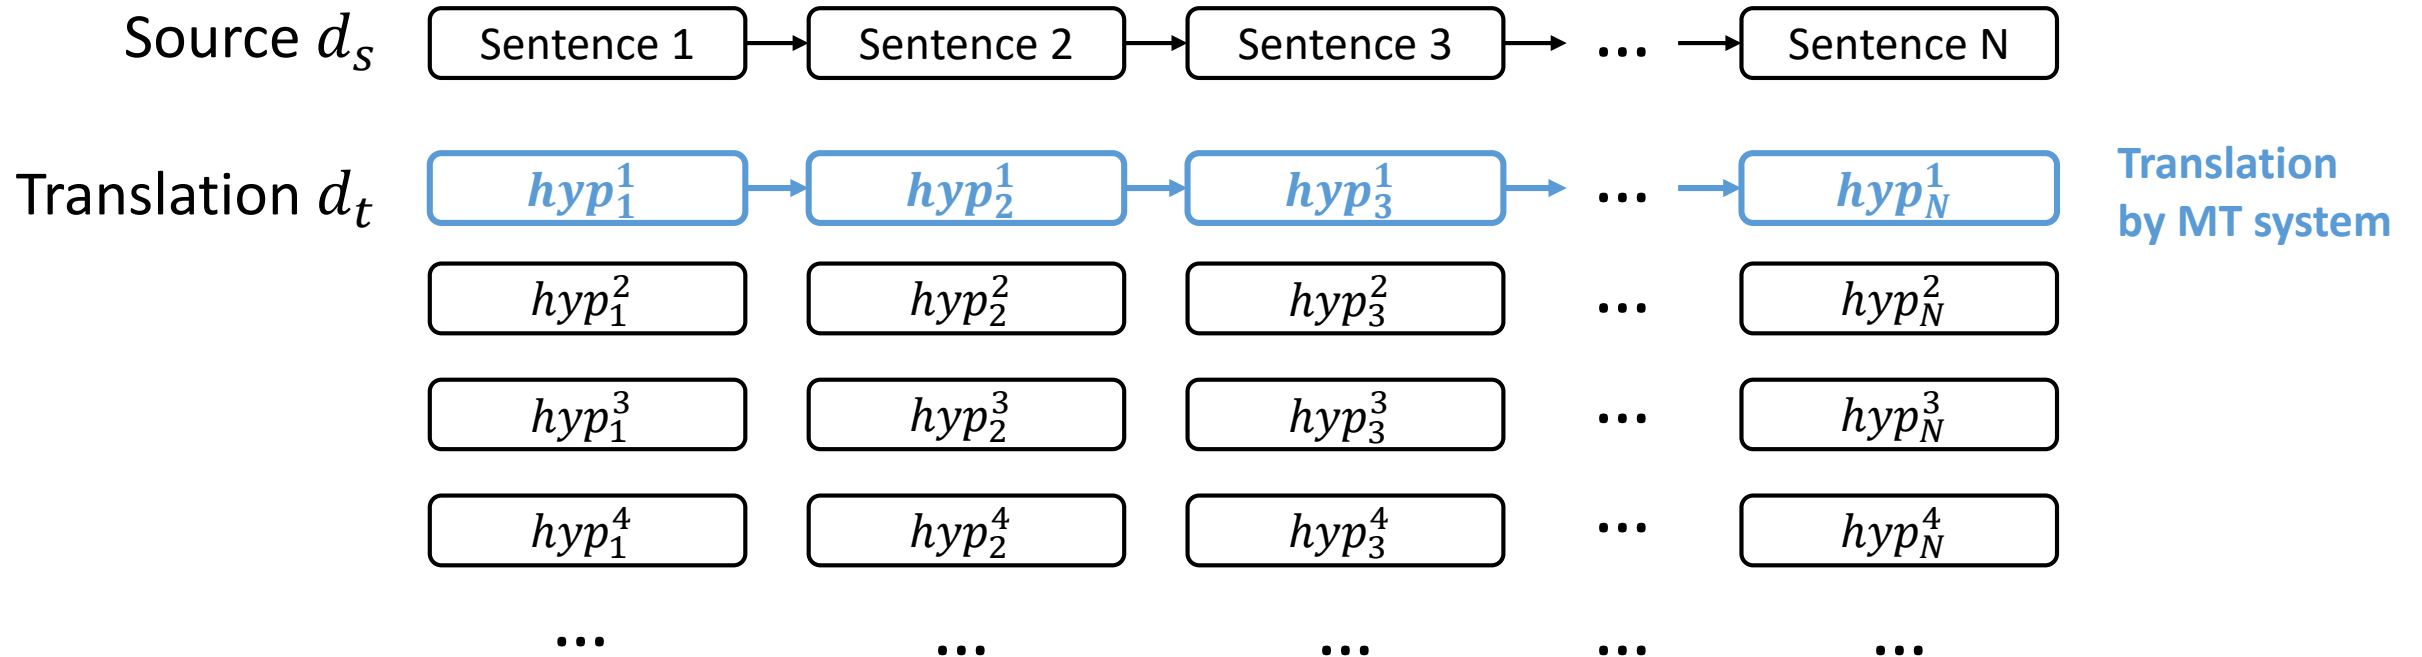 Source d_s Sentence 1 Sentence 2 Sentence 3 ... Sentence N
Translation d_t hyp_1^1 hyp_2^1 hyp_3^1 ... hyp_N^1 Translation
by MT system
hyp_1^2 hyp_2^2 hyp_3^2 ... hyp_N^2
hyp_1^3 hyp_2^3 hyp_3^3 ... hyp_N^3
hyp_1^4 hyp_2^4 hyp_3^4 ... hyp_N^4
... ... ... ... ...